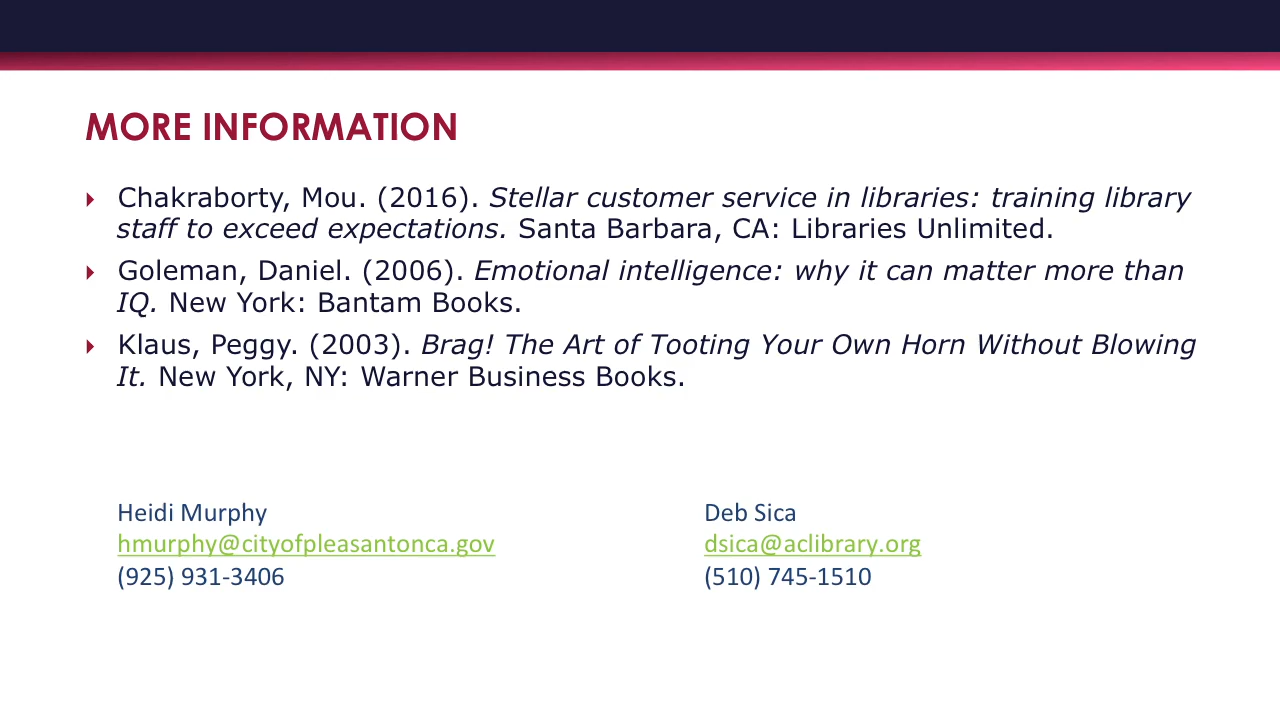 MORE INFORMATION
Chakraborty, Mou. (2016). Stellar customer service in libraries: training library
staff to exceed expectations. Santa Barbara, CA: Libraries Unlimited.
Goleman, Daniel. (2006). Emotional intelligence: why it can matter more than
IQ. New York: Bantam Books.
Klaus, Peggy. (2003). Brag! The Art of Tooting Your Own Horn Without Blowing
It. New York, NY: Warner Business Books.
Heidi Murphy
hmurphy@cityofpleasantonca.gov
(925) 931-3406
Deb Sica
dsica@aclibrary.org
(510) 745-1510